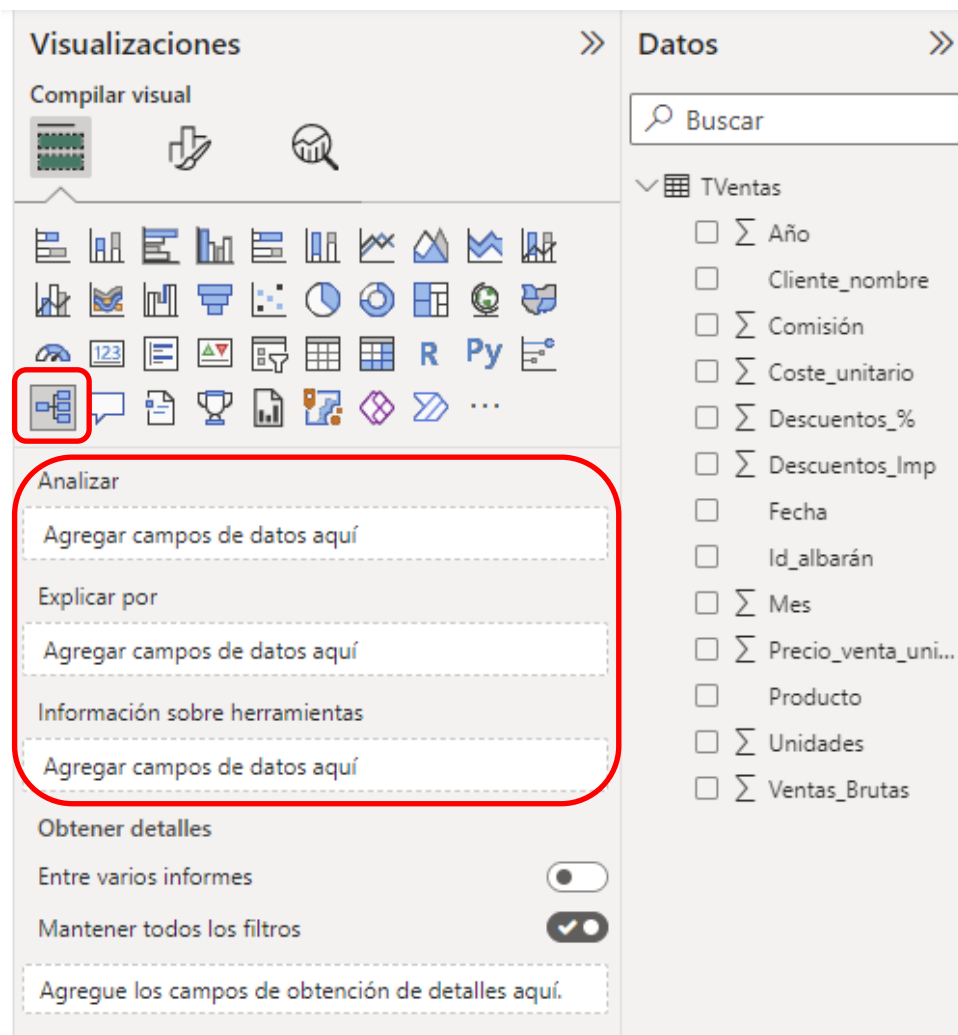 Visualizaciones
Compilar visual
123
R
Py
Analizar
Agregar campos de datos aquí
Explicar por
Agregar campos de datos aquí
Información sobre herramientas
Agregar campos de datos aquí
Obtener detalles
Entre varios informes
Mantener todos los filtros
Agregue los campos de obtención de detalles aquí.
Datos
Buscar
TVentas
∑ Año
Cliente_nombre
∑ Comisión
∑ Coste_unitario
∑ Descuentos_%
∑ Descuentos_Imp
Fecha
Id_albarán
∑ Mes
∑ Precio_venta_uni...
Producto
∑ Unidades
∑ Ventas_Brutas